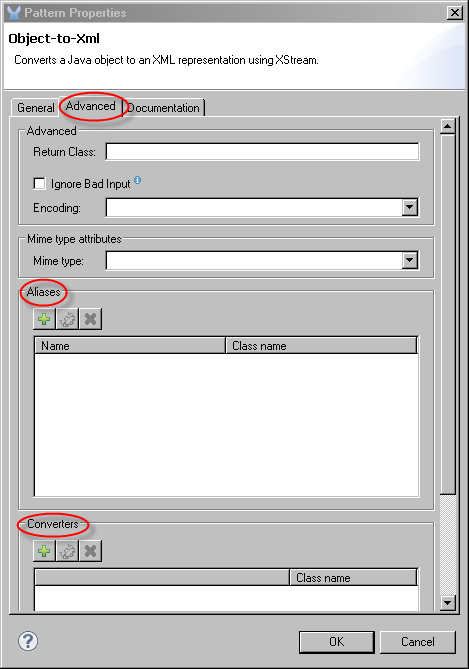 Pattern Properties
Object-to-Xml
Converts a Java object to an XML representation using XStream.
General Advanced Documentation
Advanced
Return Class:
Ignore Bad Input
Encoding:
Mime type attributes
Mime type:
Aliases
Name Class name
Converters
Class name
OK Cancel